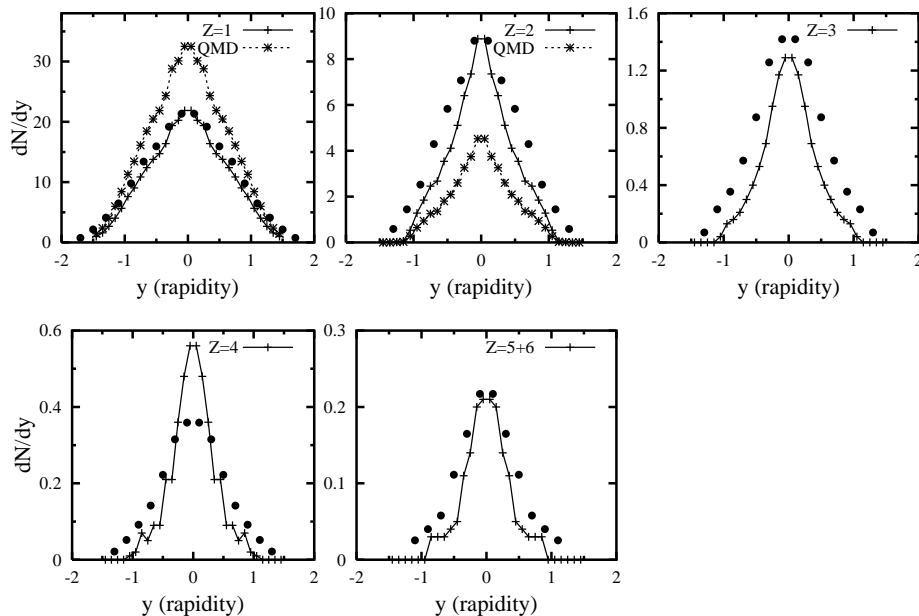 Z=1
QMD
dN/dy
30
20
10
0
-2 -1 0 1 2
y (rapidity)
Z=2
QMD
10
8
6
4
2
0
-2 -1 0 1 2
y (rapidity)
Z=3
1.6
1.2
0.8
0.4
0
-2 -1 0 1 2
y (rapidity)
Z=4
dN/dy
0.6
0.4
0.2
0
-2 -1 0 1 2
y (rapidity)
Z=5+6
0.3
0.2
0.1
0
-2 -1 0 1 2
y (rapidity)